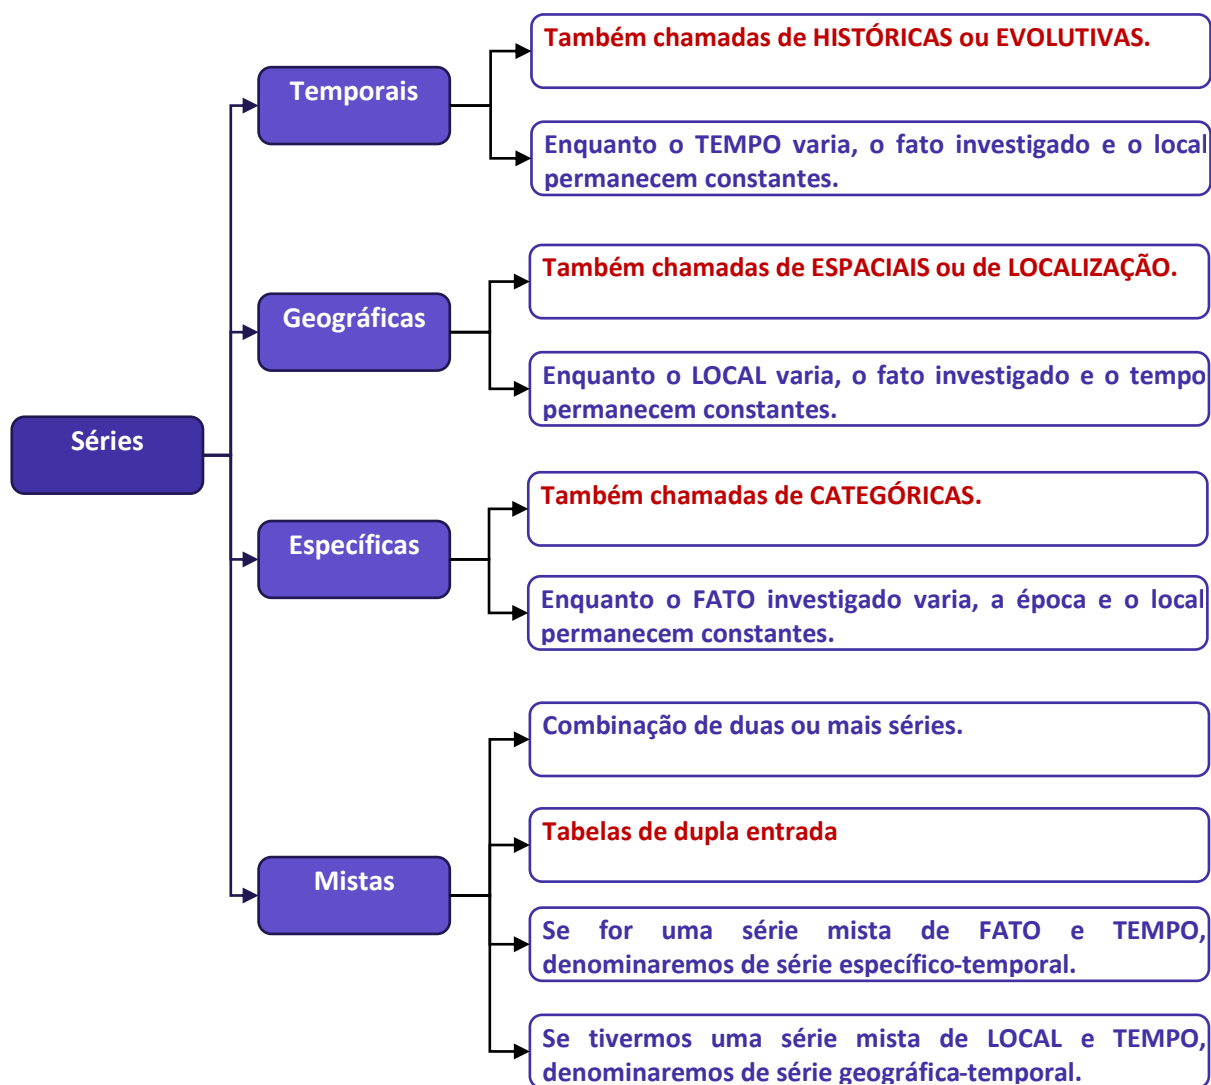 Séries
Temporais
Também chamadas de HISTÓRICAS ou EVOLUTIVAS.
Enquanto o TEMPO varia, o fato investigado e o local
permanecem constantes.
Geográficas
Também chamadas de ESPACIAIS ou de LOCALIZAÇÃO.
Enquanto o LOCAL varia, o fato investigado e o tempo
permanecem constantes.
Específicas
Também chamadas de CATEGÓRICAS.
Enquanto o FATO investigado varia, a época e o local
permanecem constantes.
Mistas
Combinação de duas ou mais séries.
Tabelas de dupla entrada
Se for uma série mista de FATO e TEMPO,
denominaremos de série específico-temporal.
Se tivermos uma série mista de LOCAL e TEMPO,
denominaremos de série geográfica-temporal.